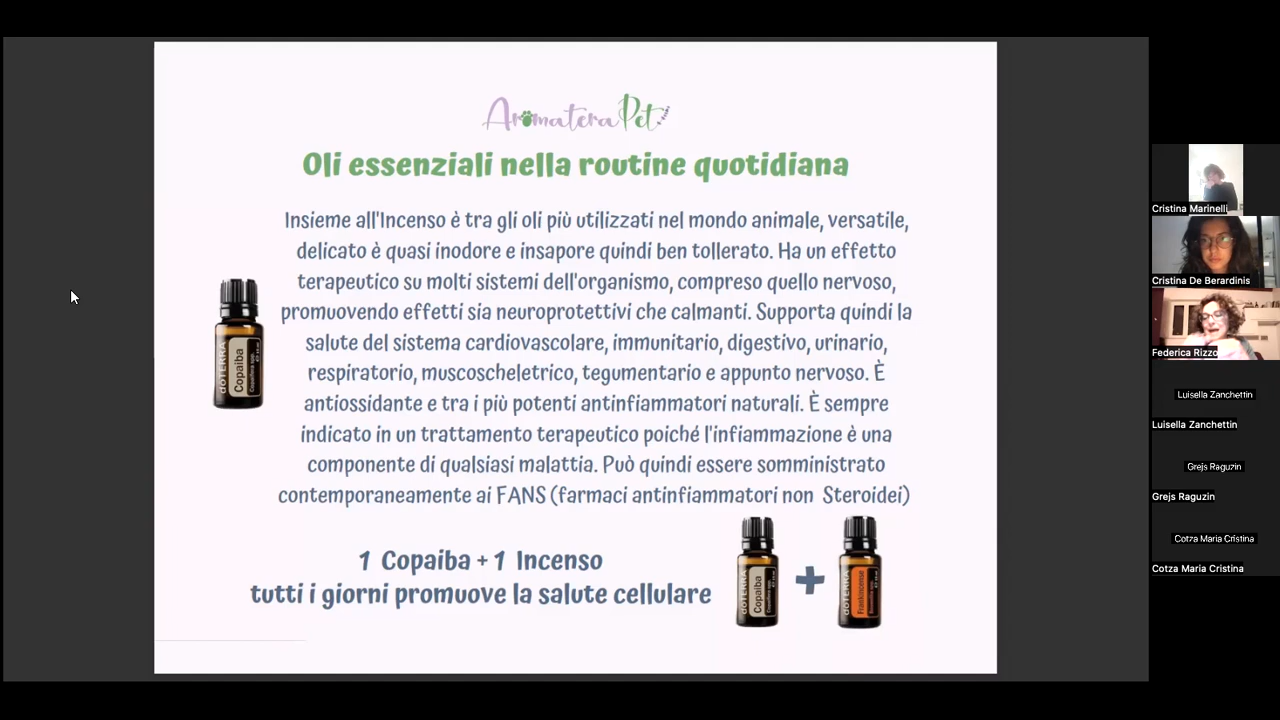 AromateraPet
Oli essenziali nella routine quotidiana
Insieme all'Incenso è tra gli oli più utilizzati nel mondo animale, versatile,
delicato è quasi inodore e insapore quindi ben tollerato. Ha un effetto
terapeutico su molti sistemi dell'organismo, compreso quello nervoso,
promuovendo effetti sia neuroprotettivi che calmanti. Supporta quindi la
salute del sistema cardiovascolare, immunitario, digestivo, urinario,
respiratorio, muscoscheletrico, tegumentario e appunto nervoso. È
antiossidante e tra i più potenti antinfiammatori naturali. È sempre
indicato in un trattamento terapeutico poiché l'infiammazione è una
componente di qualsiasi malattia. Può quindi essere somministrato
contemporaneamente ai FANS (farmaci antinfiammatori non Steroidei)
dōTERRA
Copaiba
1 Copaiba + 1 Incenso
tutti i giorni promuove la salute cellulare
dōTERRA
Copaiba
+
dōTERRA
Frankincense
Cristina Marinelli
Cristina De Berardinis
Federica Rizzo
Luisella Zanchettin
Luisella Zanchettin
Grejs Raguzin
Grejs Raguzin
Cotza Maria Cristina
Cotza Maria Cristina